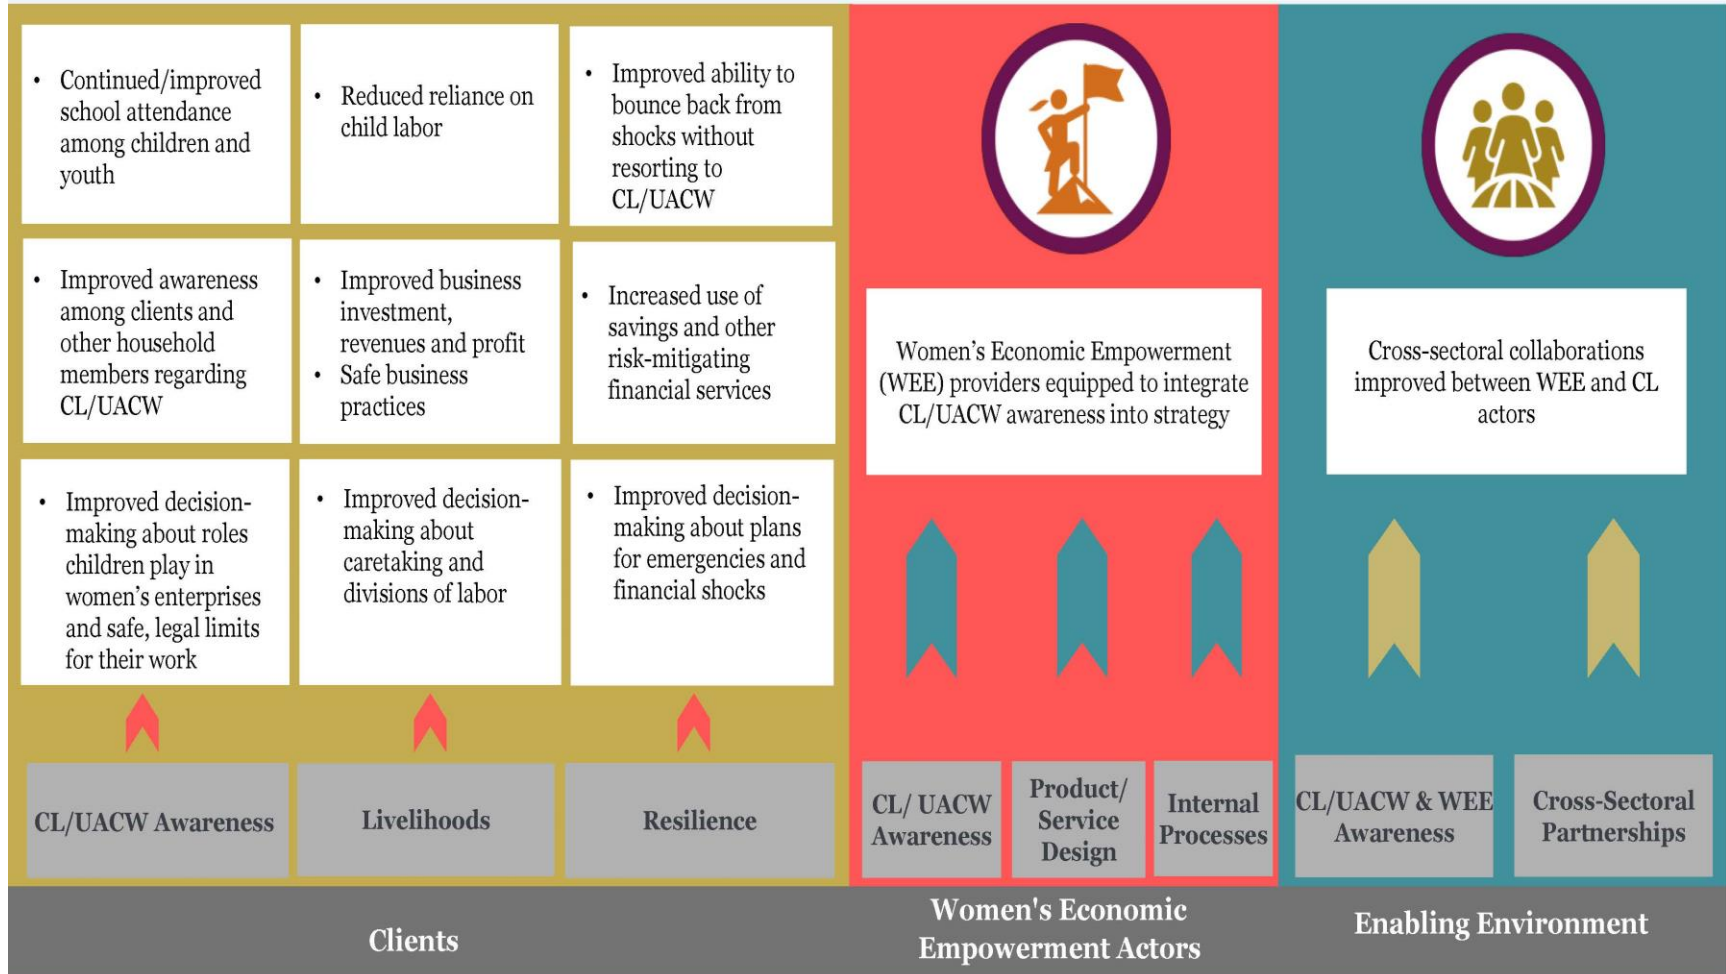 • Continued/improved
school attendance
among children and
youth
• Reduced reliance on
child labor
• Improved ability to
bounce back from
shocks without
resorting to
CL/UACW
• Improved awareness
among clients and
other household
members regarding
CL/UACW
• Improved business
investment,
revenues and profit
• Safe business
practices
• Increased use of
savings and other
risk-mitigating
financial services
• Improved decision-
making about roles
children play in
women’s enterprises
and safe, legal limits
for their work
• Improved decision-
making about
caretaking and
divisions of labor
• Improved decision-
making about plans
for emergencies and
financial shocks
CL/UACW Awareness
Livelihoods
Resilience
Clients
Women’s Economic Empowerment
(WEE) providers equipped to integrate
CL/UACW awareness into strategy
CL/ UACW
Awareness
Product/
Service
Design
Internal
Processes
Women's Economic
Empowerment Actors
Cross-sectoral collaborations
improved between WEE and CL
actors
CL/UACW & WEE
Awareness
Cross-Sectoral
Partnerships
Enabling Environment